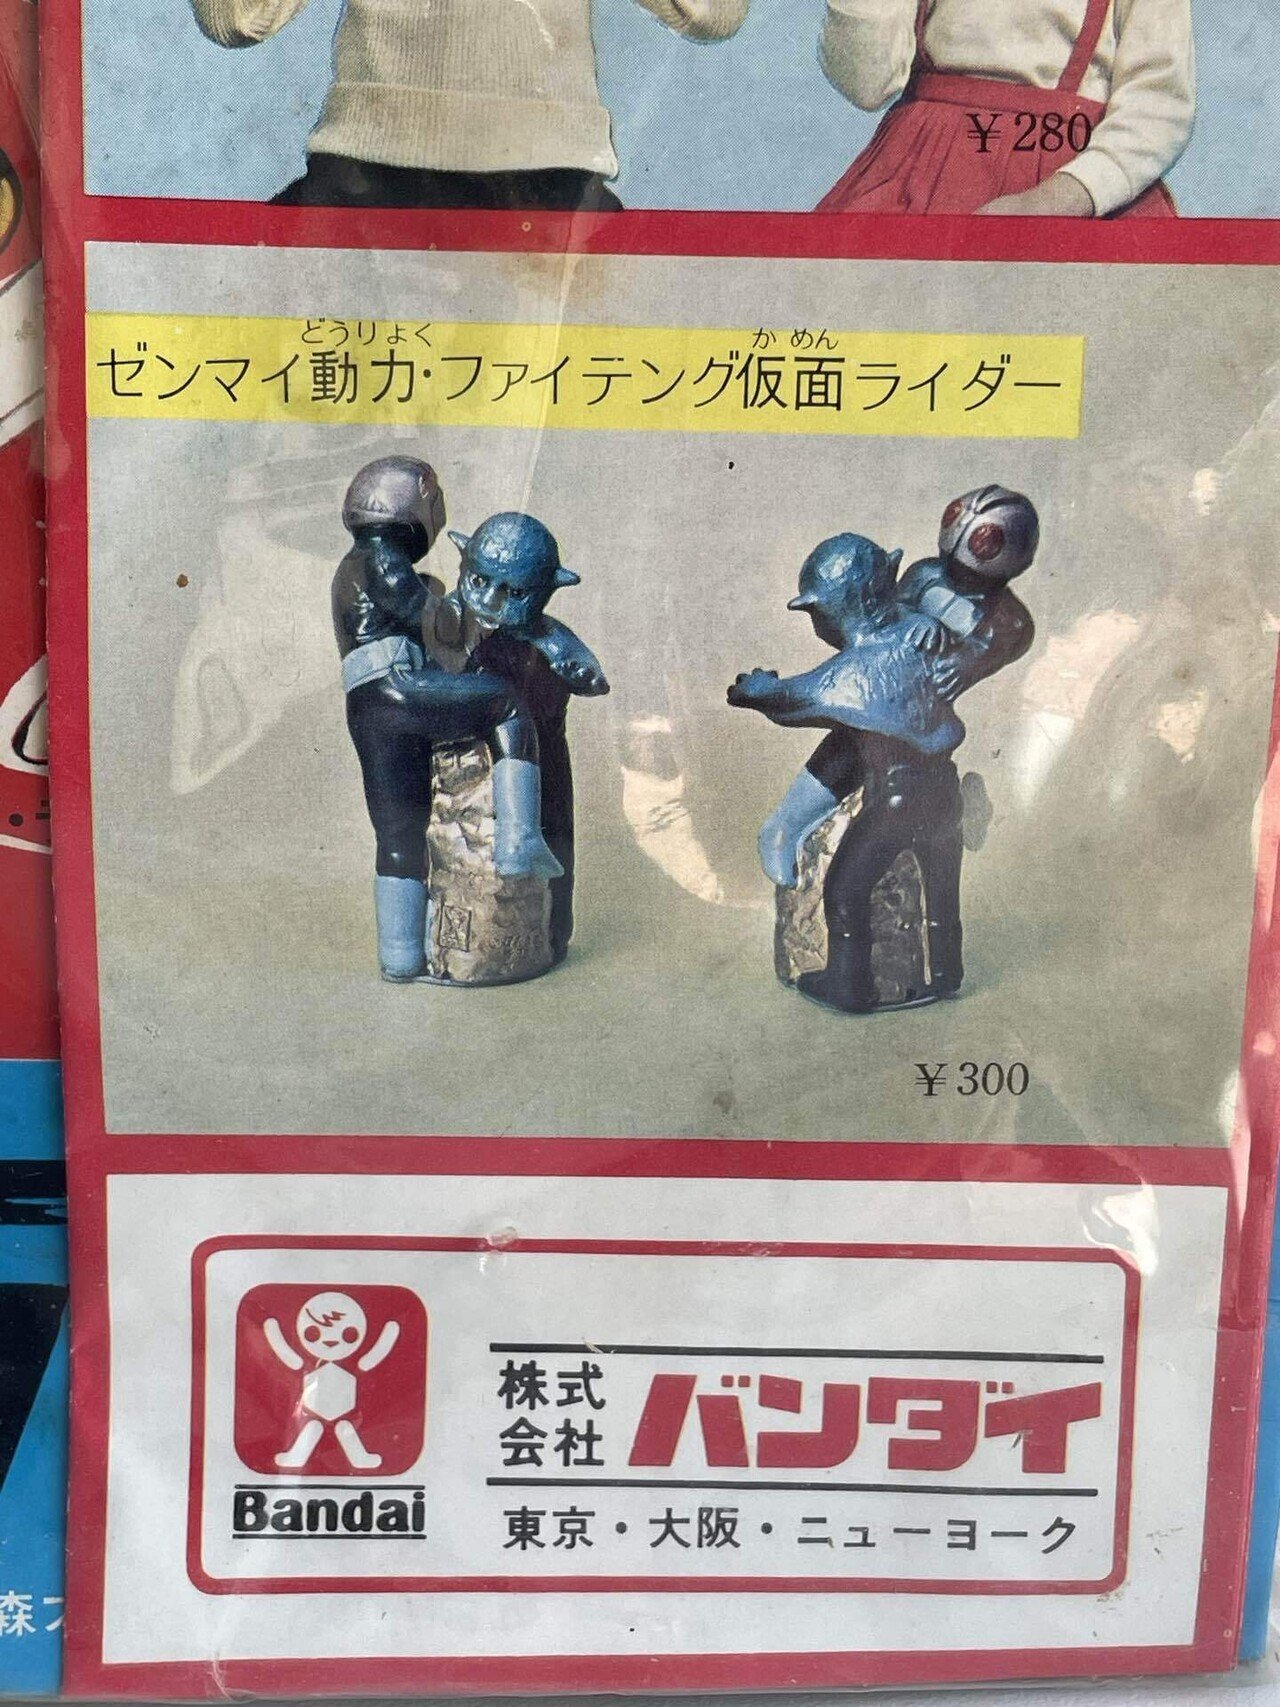 ¥280
どうりょく かめん
ゼンマイ動力・ファイテング仮面ライダー
¥300
株式会社 バンダイ
Bandai
東京・大阪・ニューヨーク
森